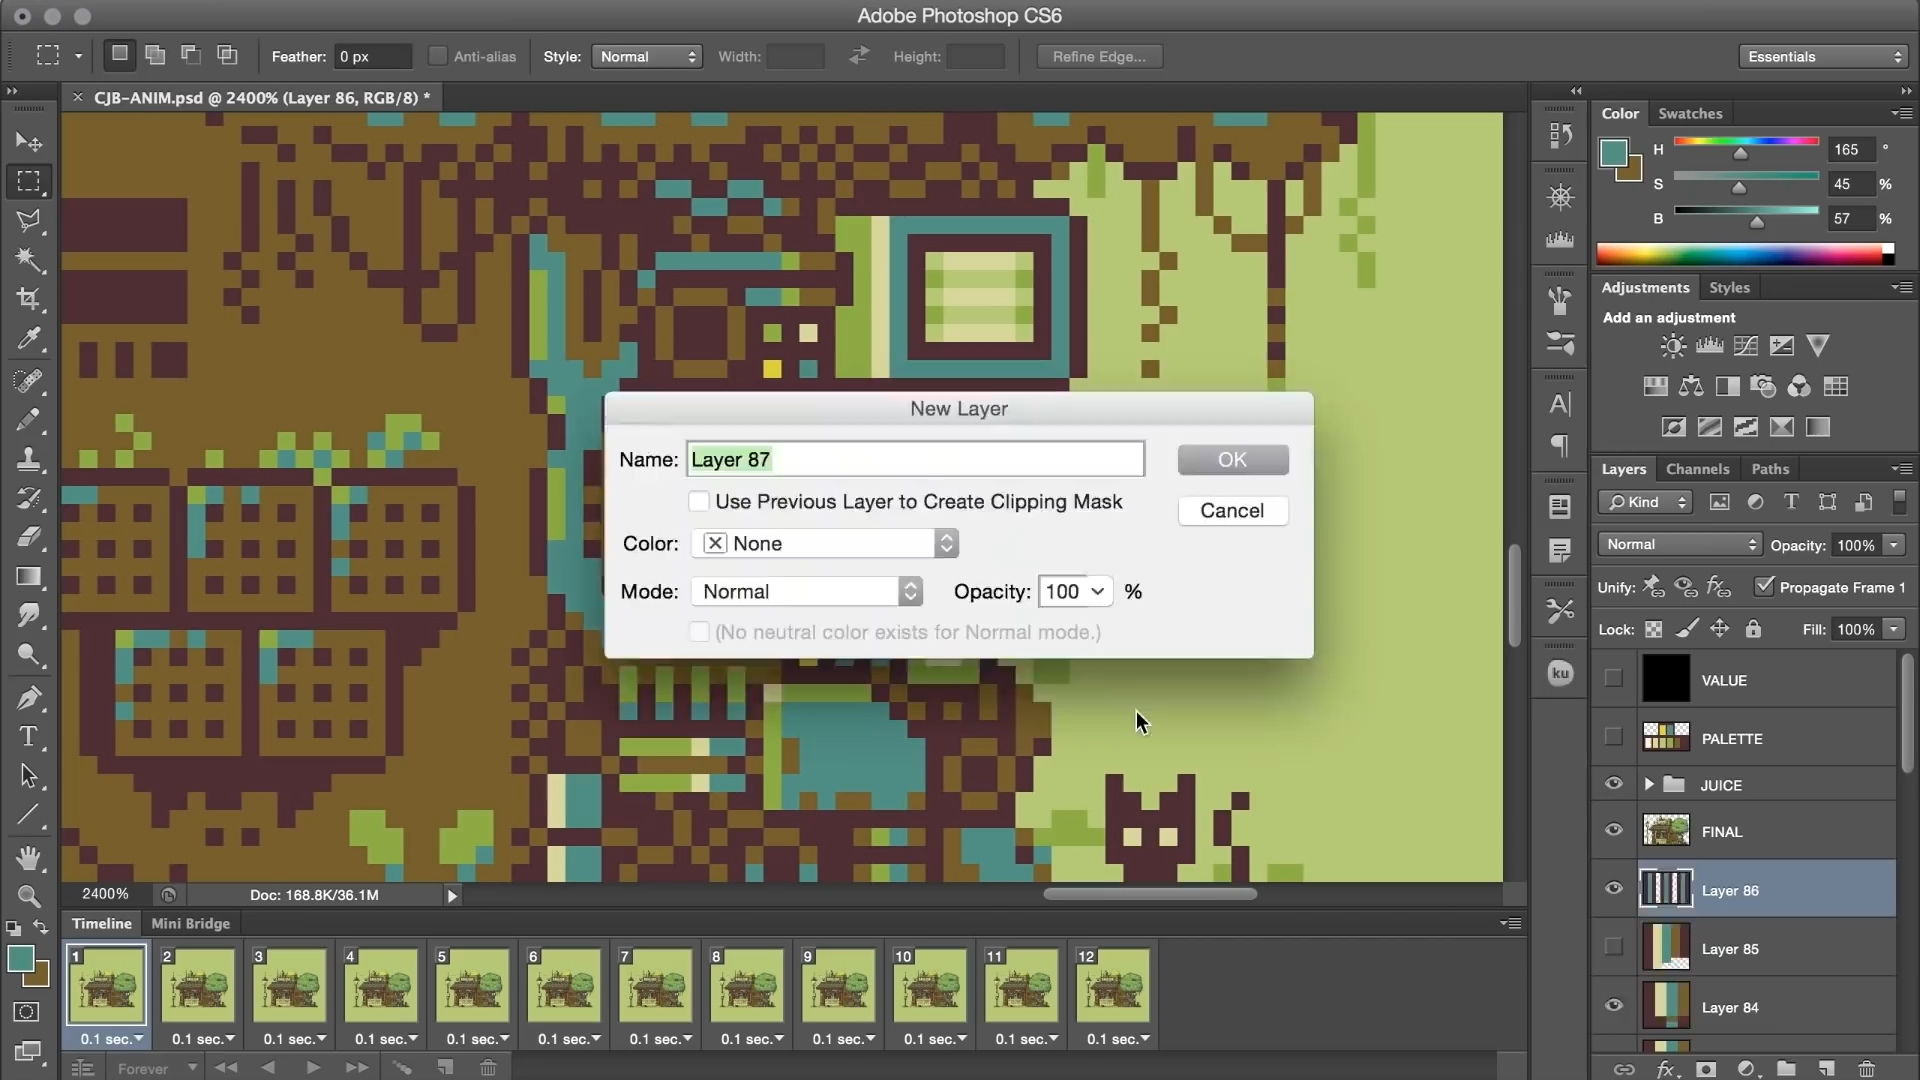 Adobe Photoshop CS6
Feather: 0 px Anti-alias Style: Normal Width: Height: Refine Edge... Essentials
CJB-ANIM.psd @ 2400% (Layer 86, RGB/8) *
Color Swatches
H 165 °
S 45 %
B 57 %
Adjustments Styles
Add an adjustment
New Layer
Name: Layer 87 OK
Use Previous Layer to Create Clipping Mask
Cancel
Color: None
Mode: Normal Opacity: 100 %
(No neutral color exists for Normal mode.)
Layers Channels Paths
Kind
Normal Opacity: 100%
Unify: Propagate Frame 1
Lock: Fill: 100%
ku
VALUE
PALETTE
JUICE
FINAL
Layer 86
Layer 85
Layer 84
2400% Doc: 168.8K/36.1M
Timeline Mini Bridge
1 2 3 4 5 6 7 8 9 10 11 12
0.1 sec. 0.1 sec. 0.1 sec. 0.1 sec. 0.1 sec. 0.1 sec. 0.1 sec. 0.1 sec. 0.1 sec. 0.1 sec. 0.1 sec. 0.1 sec.
Forever